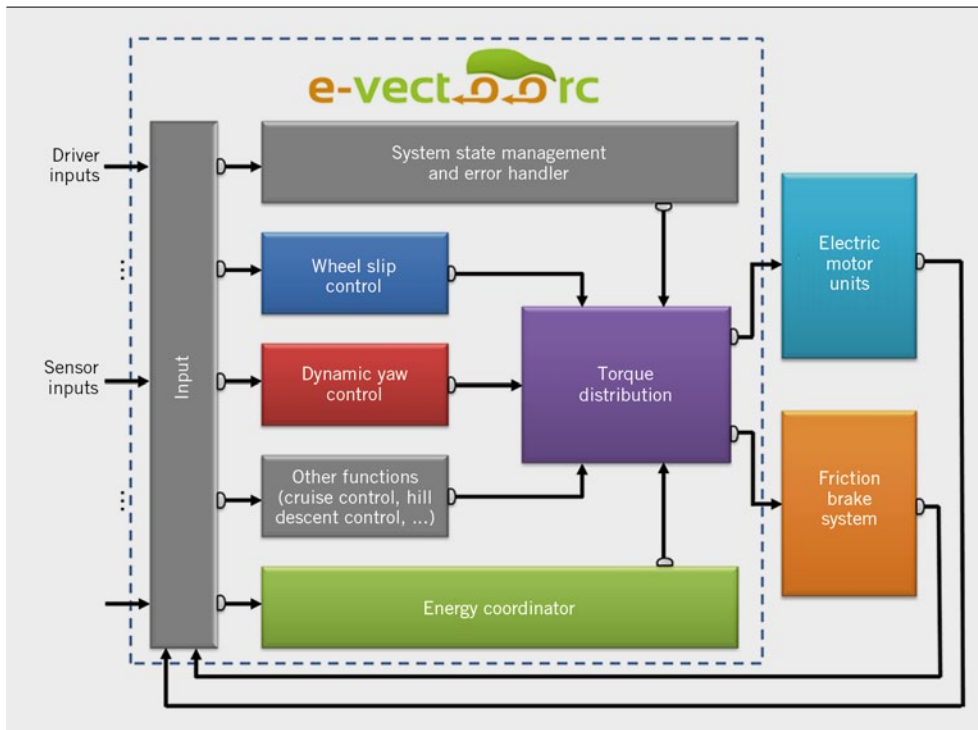 e-vectoorc
System state management
and error handler
Driver
inputs
...
Sensor
inputs
...
Input
Wheel slip
control
Dynamic yaw
control
Other functions
(cruise control, hill
descent control, ...)
Energy coordinator
Torque
distribution
Electric
motor
units
Friction
brake
system